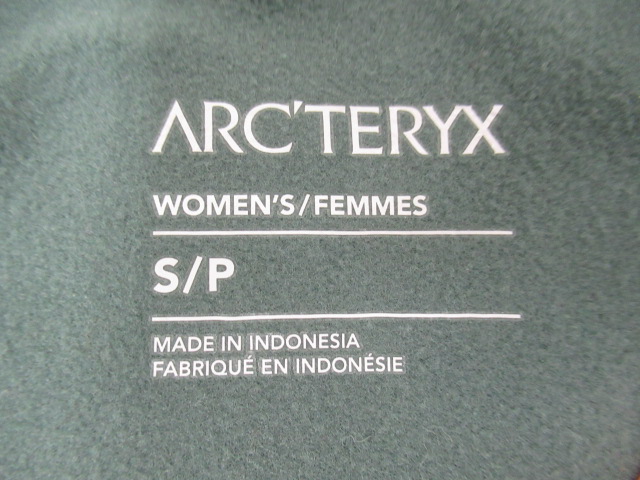 ARC'TERYX
WOMEN'S/FEMMES
S/P
MADE IN INDONESIA
FABRIQUÉ EN INDONÉSIE